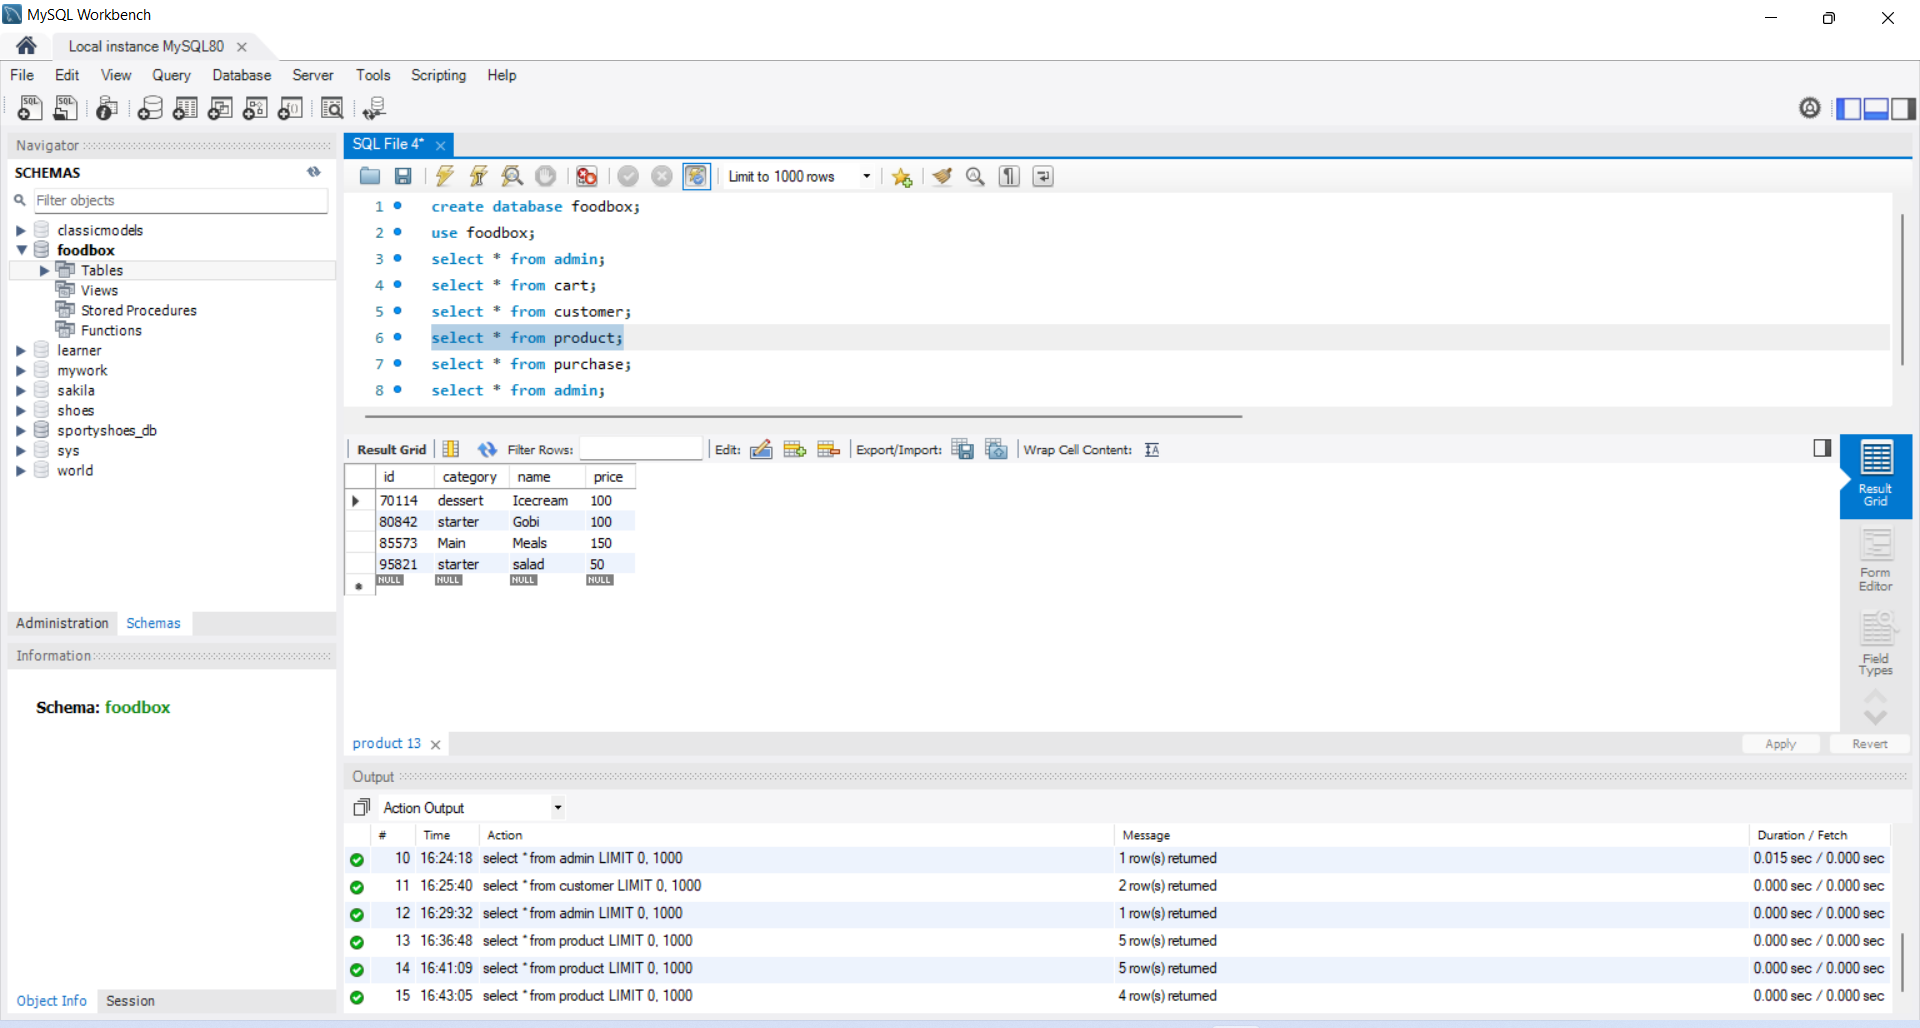 MySQL Workbench
Local instance MySQL80
File Edit View Query Database Server Tools Scripting Help
Navigator
SCHEMAS
Filter objects
classicmodels
foodbox
Tables
Views
Stored Procedures
Functions
learner
mywork
sakila
shoes
sportyshoes_db
sys
world
Administration Schemas
Information
Schema: foodbox
Object Info Session
SQL File 4*
Limit to 1000 rows
1 create database foodbox;
2 use foodbox;
3 select * from admin;
4 select * from cart;
5 select * from customer;
6 select * from product;
7 select * from purchase;
8 select * from admin;
Result Grid Filter Rows: Edit: Export/Import: Wrap Cell Content:
id category name price
70114 dessert Icecream 100
80842 starter Gobi 100
85573 Main Meals 150
95821 starter salad 50
NULL NULL NULL NULL
Result
Grid
Form
Editor
Field
Types
product 13
Apply Revert
Output
Action Output
# Time Action Message Duration / Fetch
10 16:24:18 select * from admin LIMIT 0, 1000 1 row(s) returned 0.015 sec / 0.000 sec
11 16:25:40 select * from customer LIMIT 0, 1000 2 row(s) returned 0.000 sec / 0.000 sec
12 16:29:32 select * from admin LIMIT 0, 1000 1 row(s) returned 0.000 sec / 0.000 sec
13 16:36:48 select * from product LIMIT 0, 1000 5 row(s) returned 0.000 sec / 0.000 sec
14 16:41:09 select * from product LIMIT 0, 1000 5 row(s) returned 0.000 sec / 0.000 sec
15 16:43:05 select * from product LIMIT 0, 1000 4 row(s) returned 0.000 sec / 0.000 sec